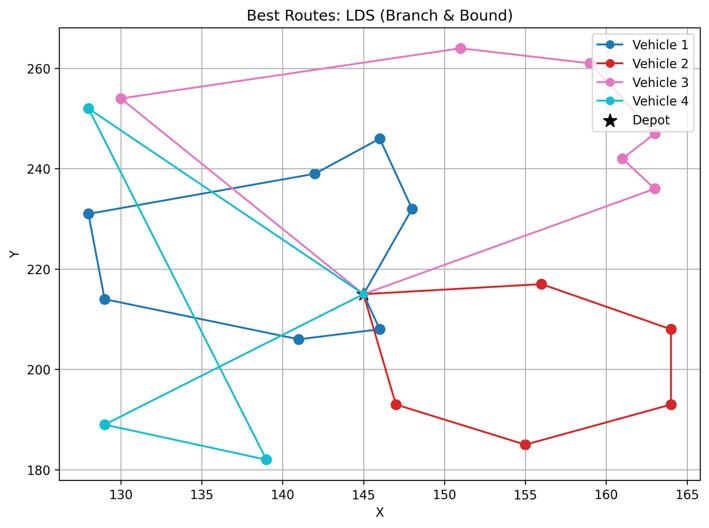 Best Routes: LDS (Branch & Bound)
Vehicle 1
Vehicle 2
Vehicle 3
Vehicle 4
Depot
260
240
220
200
180
Y
130 135 140 145 150 155 160 165
X